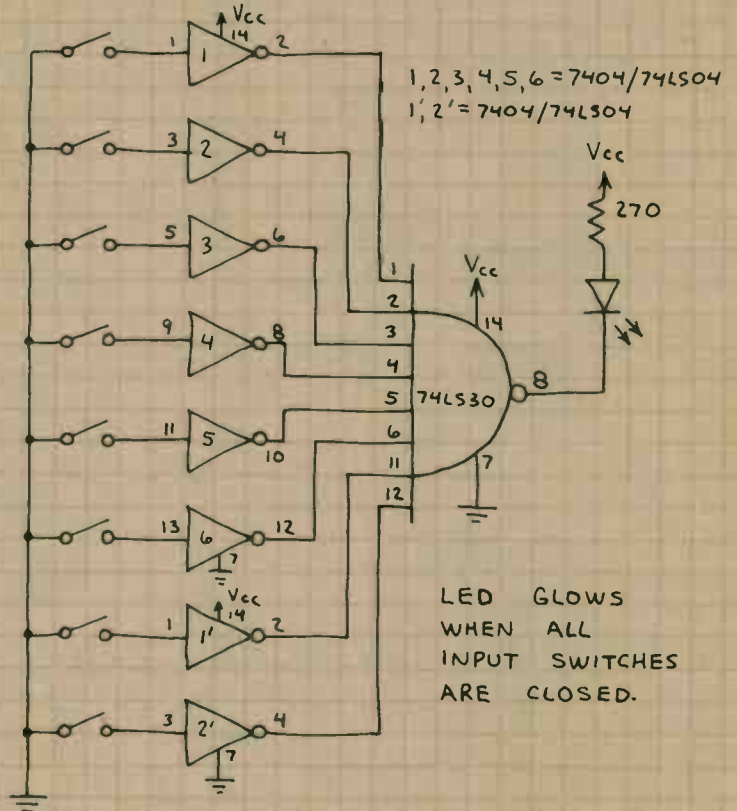 Vcc
14
1 1 2
1, 2, 3, 4, 5, 6 = 7404/74LS04
1', 2' = 7404/74LS04
3 2 4
Vcc
270
5 3 6
1
Vcc
2
14
3
9 4 8
4
8
5 74LS30
11 5 10
6
11
7
12
13 6 12
7
Vcc
14
LED GLOWS
WHEN ALL
INPUT SWITCHES
ARE CLOSED.
1 1' 2
3 2' 4
7